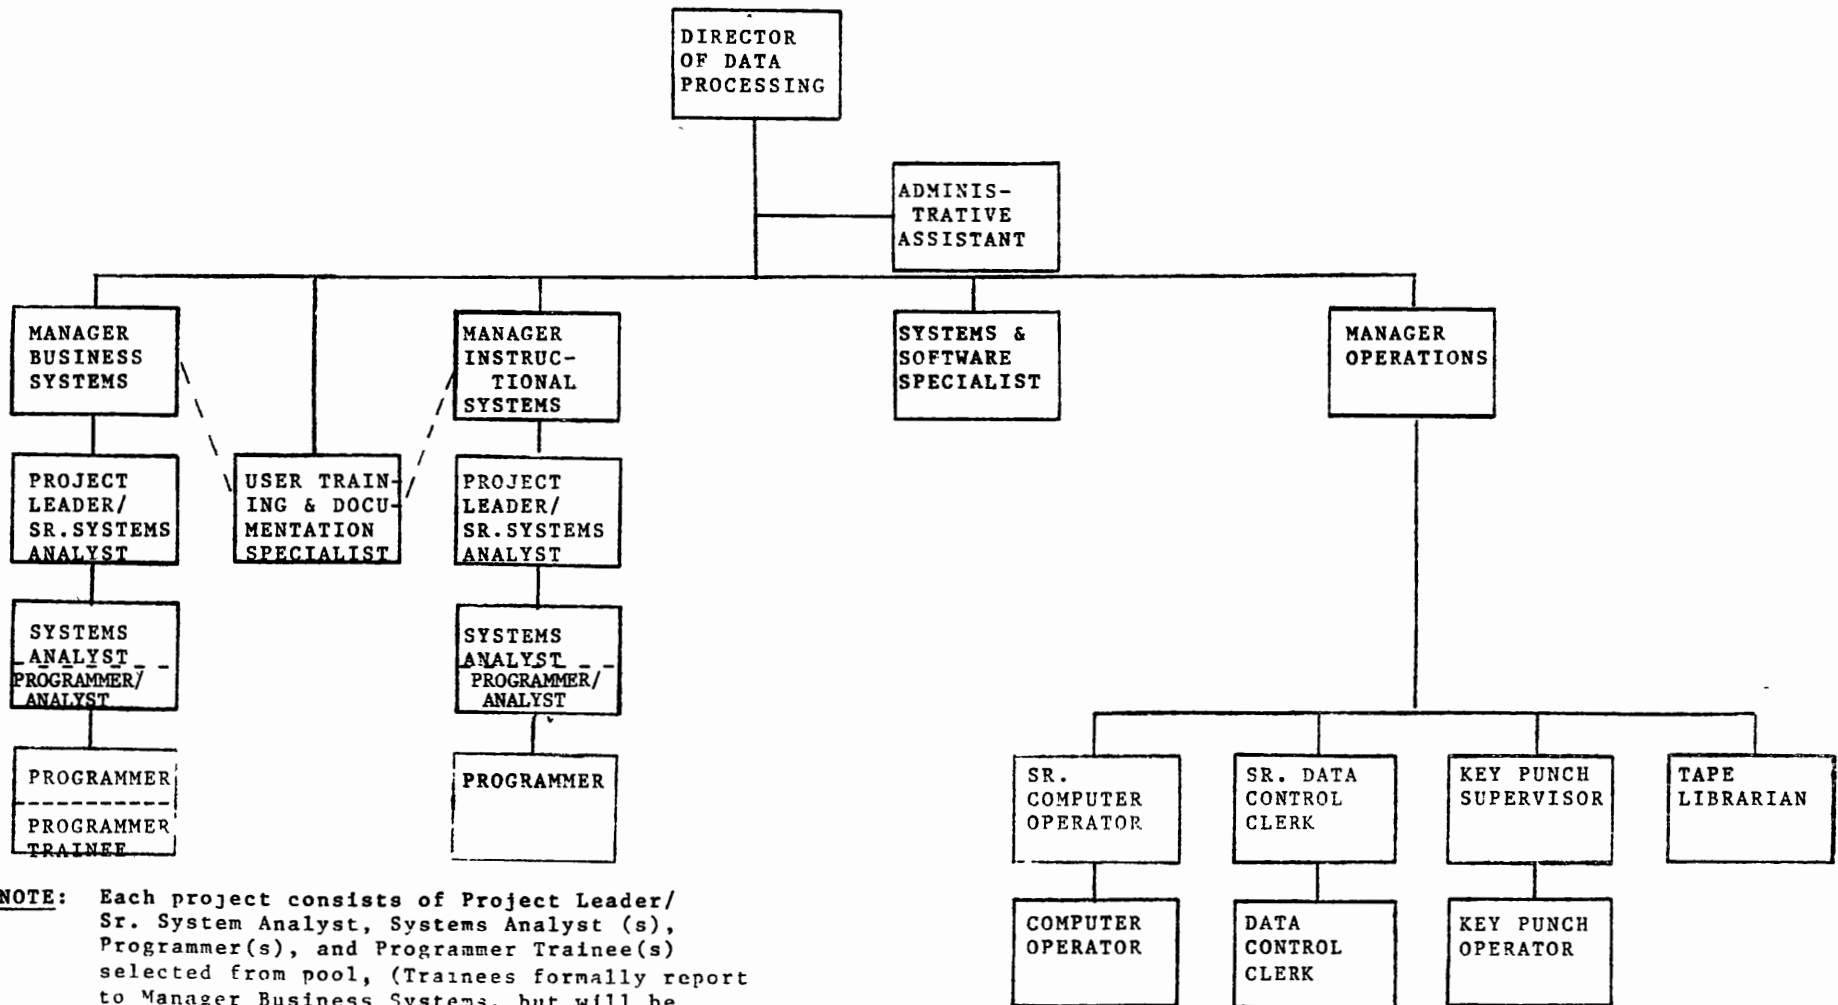 DIRECTOR
OF DATA
PROCESSING
ADMINIS-
TRATIVE
ASSISTANT
MANAGER
BUSINESS
SYSTEMS
MANAGER
INSTRUC-
TIONAL
SYSTEMS
SYSTEMS &
SOFTWARE
SPECIALIST
MANAGER
OPERATIONS
PROJECT
LEADER/
SR.SYSTEMS
ANALYST
USER TRAIN-
ING & DOCU-
MENTATION
SPECIALIST
PROJECT
LEADER/
SR.SYSTEMS
ANALYST
SYSTEMS
ANALYST
PROGRAMMER/
ANALYST
SYSTEMS
ANALYST
PROGRAMMER/
ANALYST
PROGRAMMER
PROGRAMMER
TRAINEE
PROGRAMMER
SR.
COMPUTER
OPERATOR
SR. DATA
CONTROL
CLERK
KEY PUNCH
SUPERVISOR
TAPE
LIBRARIAN
COMPUTER
OPERATOR
DATA
CONTROL
CLERK
KEY PUNCH
OPERATOR
NOTE: Each project consists of Project Leader/
Sr. System Analyst, Systems Analyst (s),
Programmer(s), and Programmer Trainee(s)
selected from pool, (Trainees formally report
to Manager Business Systems, but will be